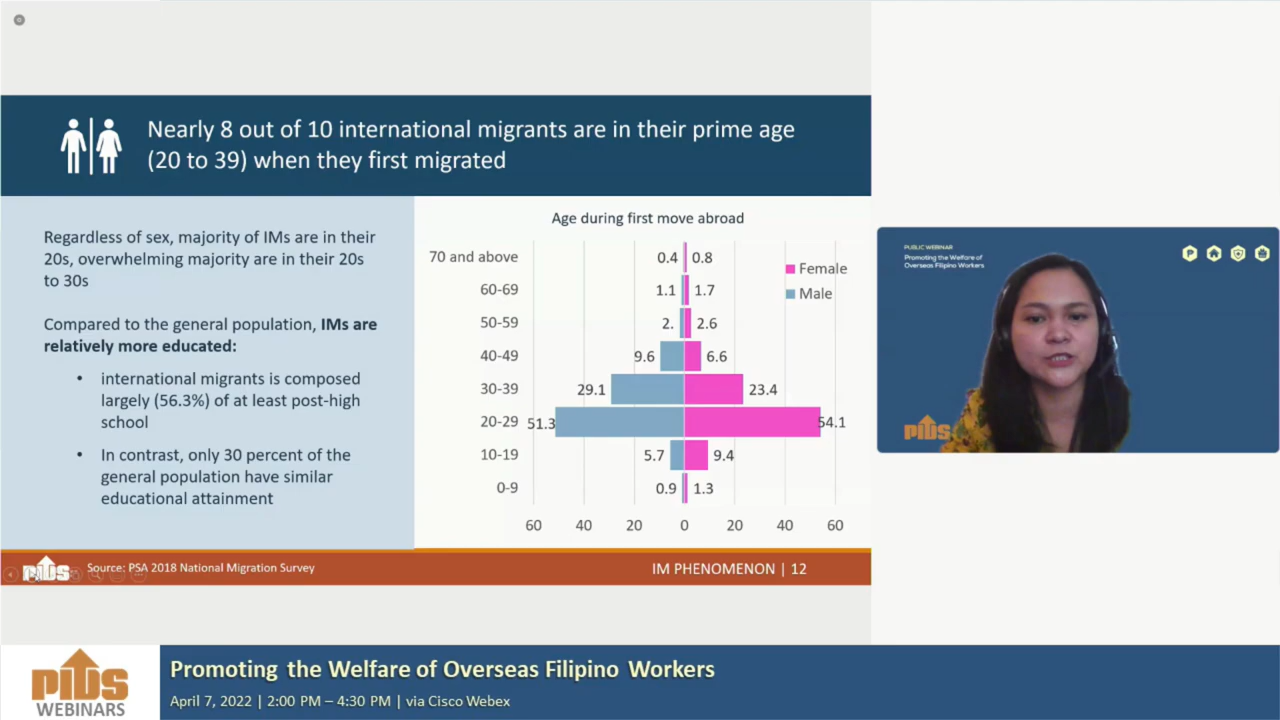 Nearly 8 out of 10 international migrants are in their prime age
(20 to 39) when they first migrated
Regardless of sex, majority of IMs are in their
20s, overwhelming majority are in their 20s
to 30s
Compared to the general population, IMs are
relatively more educated:
• international migrants is composed
largely (56.3%) of at least post-high
school
• In contrast, only 30 percent of the
general population have similar
educational attainment
Age during first move abroad
70 and above 0.4 0.8
60-69 1.1 1.7
50-59 2. 2.6
40-49 9.6 6.6
30-39 29.1 23.4
20-29 51.3 54.1
10-19 5.7 9.4
0-9 0.9 1.3
60 40 20 0 20 40 60
Female
Male
PIDS
Source: PSA 2018 National Migration Survey
IM PHENOMENON | 12
PUBLIC WEBINAR
Promoting the Welfare of
Overseas Filipino Workers
P
PIDS
PIDS
WEBINARS
Promoting the Welfare of Overseas Filipino Workers
April 7, 2022 | 2:00 PM – 4:30 PM | via Cisco Webex